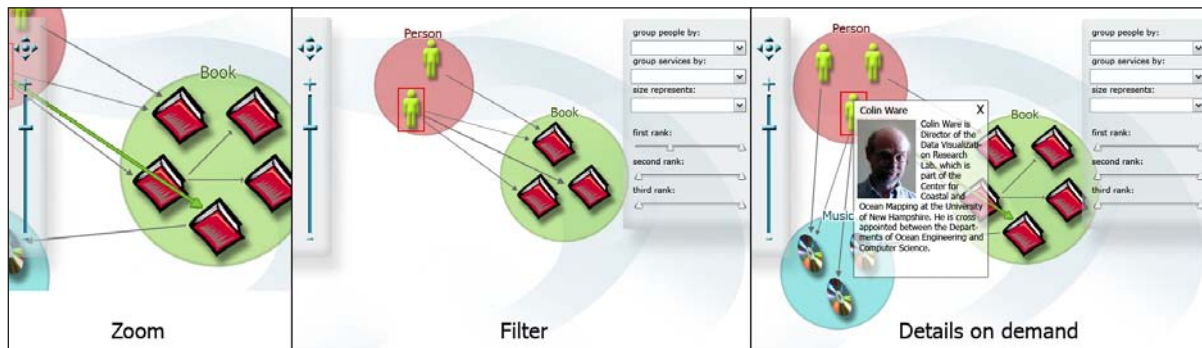 Book
Zoom
Person
Book
group people by:
group services by:
size represents:
first rank:
second rank:
third rank:
Filter
Person
Book
Music
Colin Ware
X
Colin Ware is
Director of the
Data Visualizati-
on Research
Lab, which is
part of the
Center for
Coastal and
Ocean Mapping at the University
of New Hampshire. He is cross
appointed between the Depart-
ments of Ocean Engineering and
Computer Science.
group people by:
group services by:
size represents:
first rank:
second rank:
third rank:
Details on demand